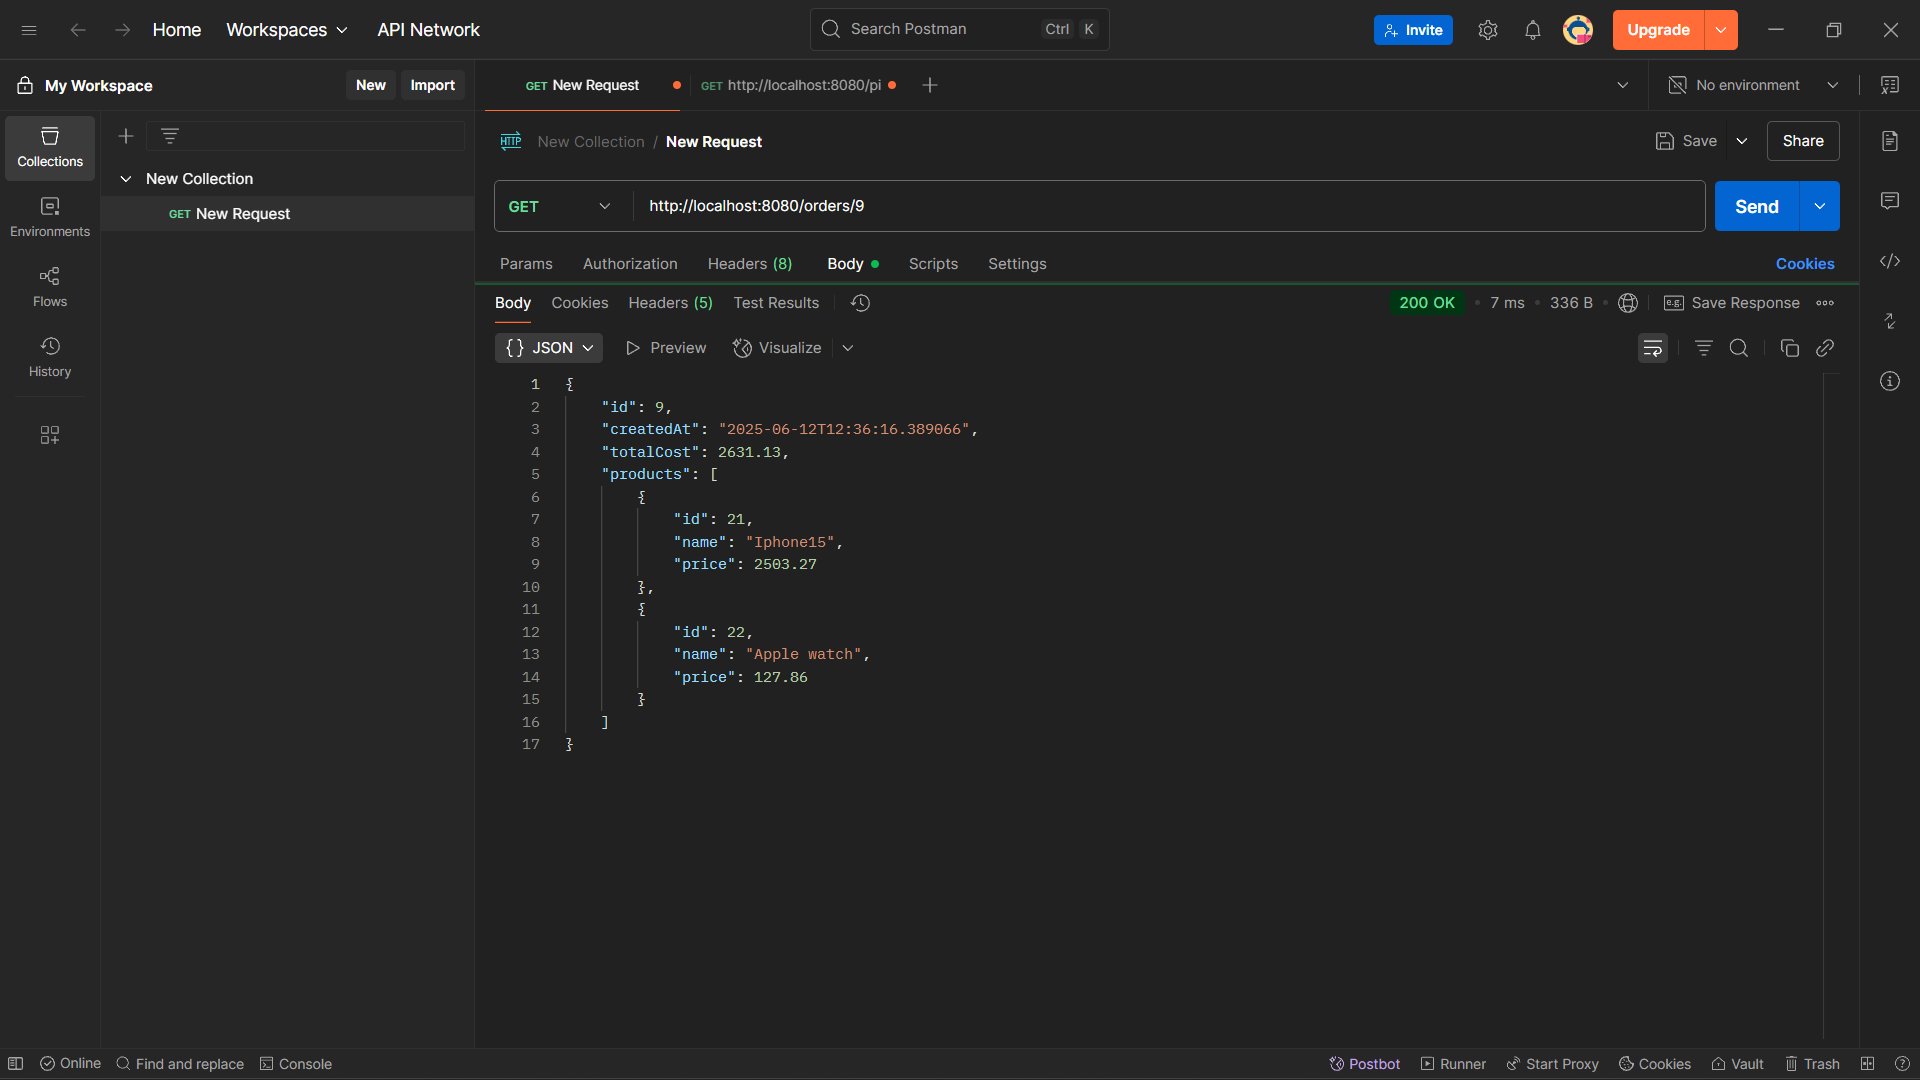 Home Workspaces API Network
Search Postman Ctrl K
Invite Upgrade
My Workspace New Import
GET New Request GET http://localhost:8080/pi
No environment
Collections
Environments
Flows
History
New Collection
GET New Request
HTTP New Collection / New Request
Save Share
GET http://localhost:8080/orders/9 Send
Params Authorization Headers (8) Body Scripts Settings Cookies
Body Cookies Headers (5) Test Results
200 OK • 7 ms • 336 B • e.g. Save Response
{} JSON Preview Visualize
1 {
2 "id": 9,
3 "createdAt": "2025-06-12T12:36:16.389066",
4 "totalCost": 2631.13,
5 "products": [
6 {
7 "id": 21,
8 "name": "Iphone15",
9 "price": 2503.27
10 },
11 {
12 "id": 22,
13 "name": "Apple watch",
14 "price": 127.86
15 }
16 ]
17 }
Online Find and replace Console
Postbot Runner Start Proxy Cookies Vault Trash